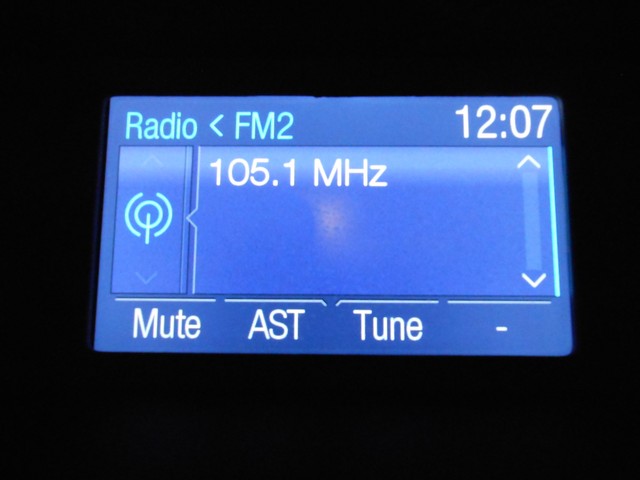 Radio < FM2 12:07
105.1 MHz
Mute AST Tune -